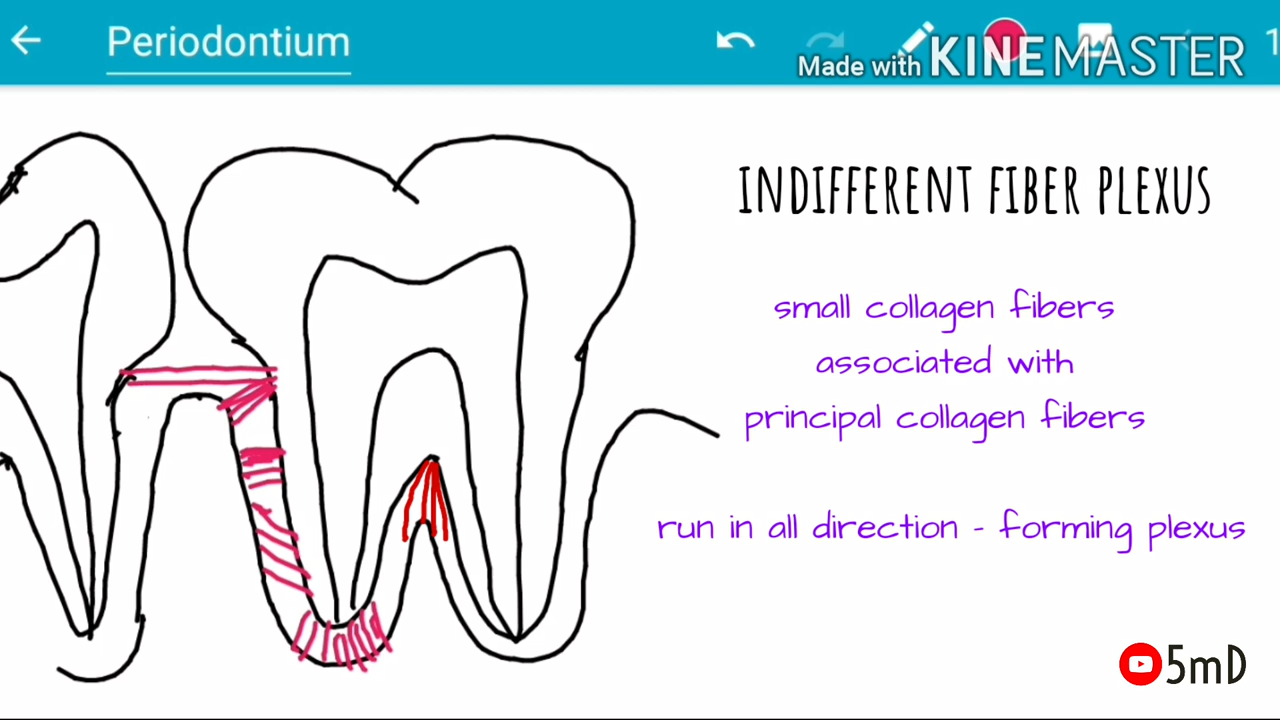 Periodontium
Made with KINEMASTER
INDIFFERENT FIBER PLEXUS
small collagen fibers
associated with
principal collagen fibers
run in all direction - forming plexus
5mD